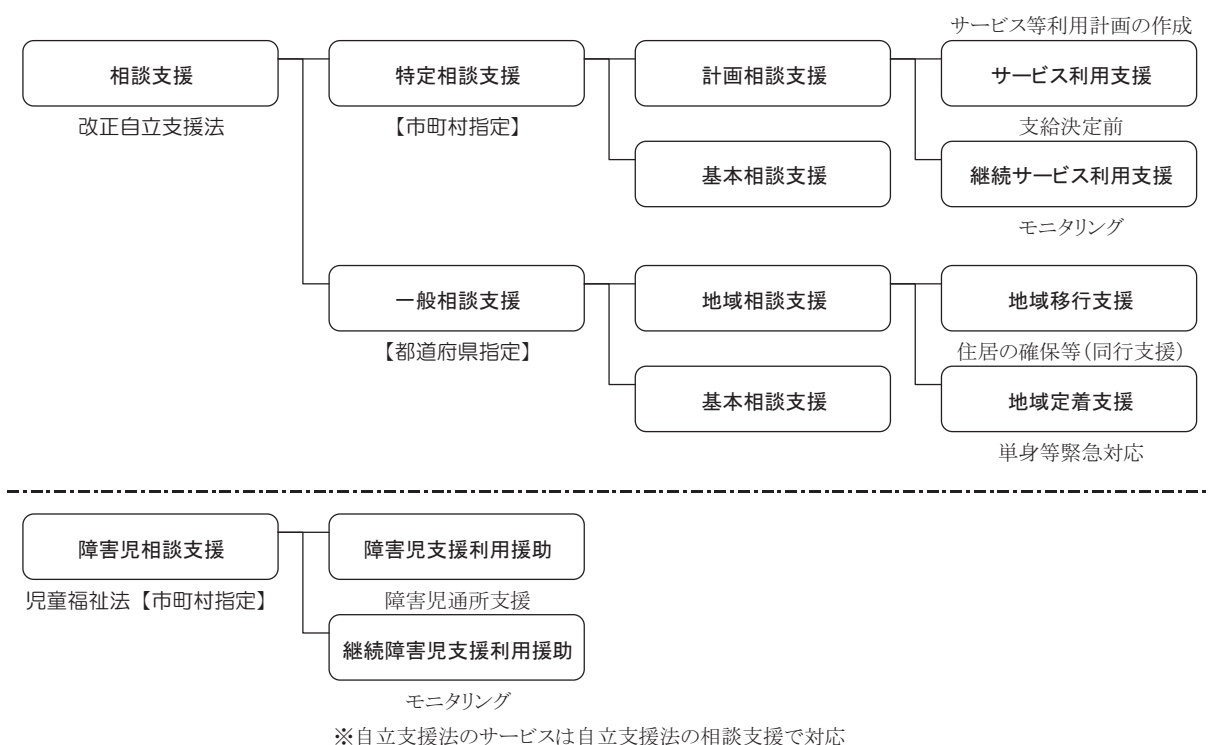 サービス等利用計画の作成
相談支援
特定相談支援
計画相談支援
サービス利用支援
改正自立支援法
【市町村指定】
支給決定前
基本相談支援
継続サービス利用支援
モニタリング
一般相談支援
地域相談支援
地域移行支援
【都道府県指定】
住居の確保等(同行支援)
基本相談支援
地域定着支援
単身等緊急対応
障害児相談支援
障害児支援利用援助
児童福祉法【市町村指定】
障害児通所支援
継続障害児支援利用援助
モニタリング
※自立支援法のサービスは自立支援法の相談支援で対応